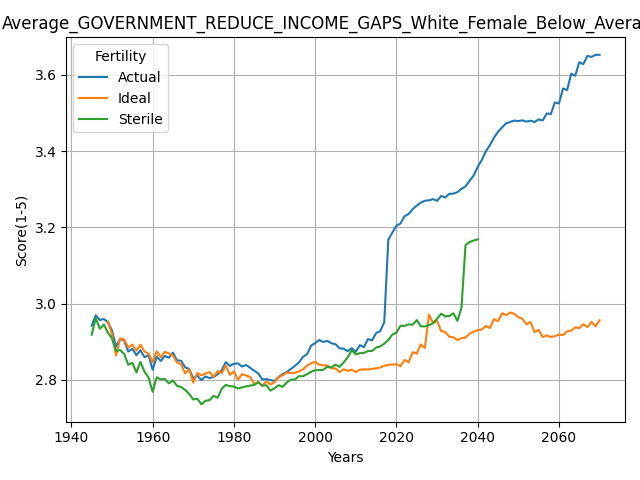 Average_GOVERNMENT_REDUCE_INCOME_GAPS_White_Female_Below_Avera
Fertility
Actual
Ideal
Sterile
Score(1-5)
3.6
3.4
3.2
3.0
2.8
1940 1960 1980 2000 2020 2040 2060
Years